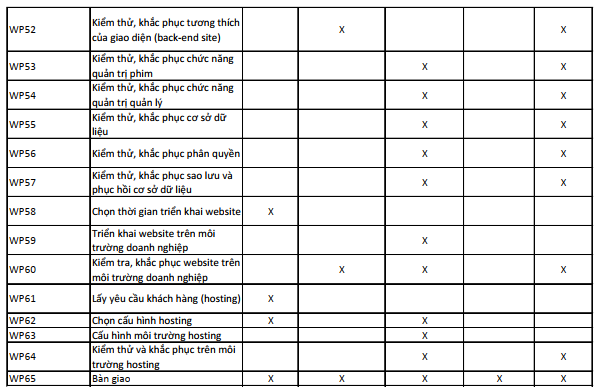 WP52 Kiểm thử, khắc phục tương thích
của giao diện (back-end site) X X
WP53 Kiểm thử, khắc phục chức năng
quản trị phim X X
WP54 Kiểm thử, khắc phục chức năng
quản trị quản lý X X
WP55 Kiểm thử, khắc phục cơ sở dữ
liệu X X
WP56 Kiểm thử, khắc phục phân quyền X X
WP57 Kiểm thử, khắc phục sao lưu và
phục hồi cơ sở dữ liệu X X
WP58 Chọn thời gian triển khai website X
WP59 Triển khai website trên môi
trường doanh nghiệp X
WP60 Kiểm tra, khắc phục website trên
môi trường doanh nghiệp X X X
WP61 Lấy yêu cầu khách hàng (hosting) X
WP62 Chọn cấu hình hosting X X
WP63 Cấu hình môi trường hosting X
WP64 Kiểm thử và khắc phục trên môi
trường hosting X X
WP65 Bàn giao X X X X X